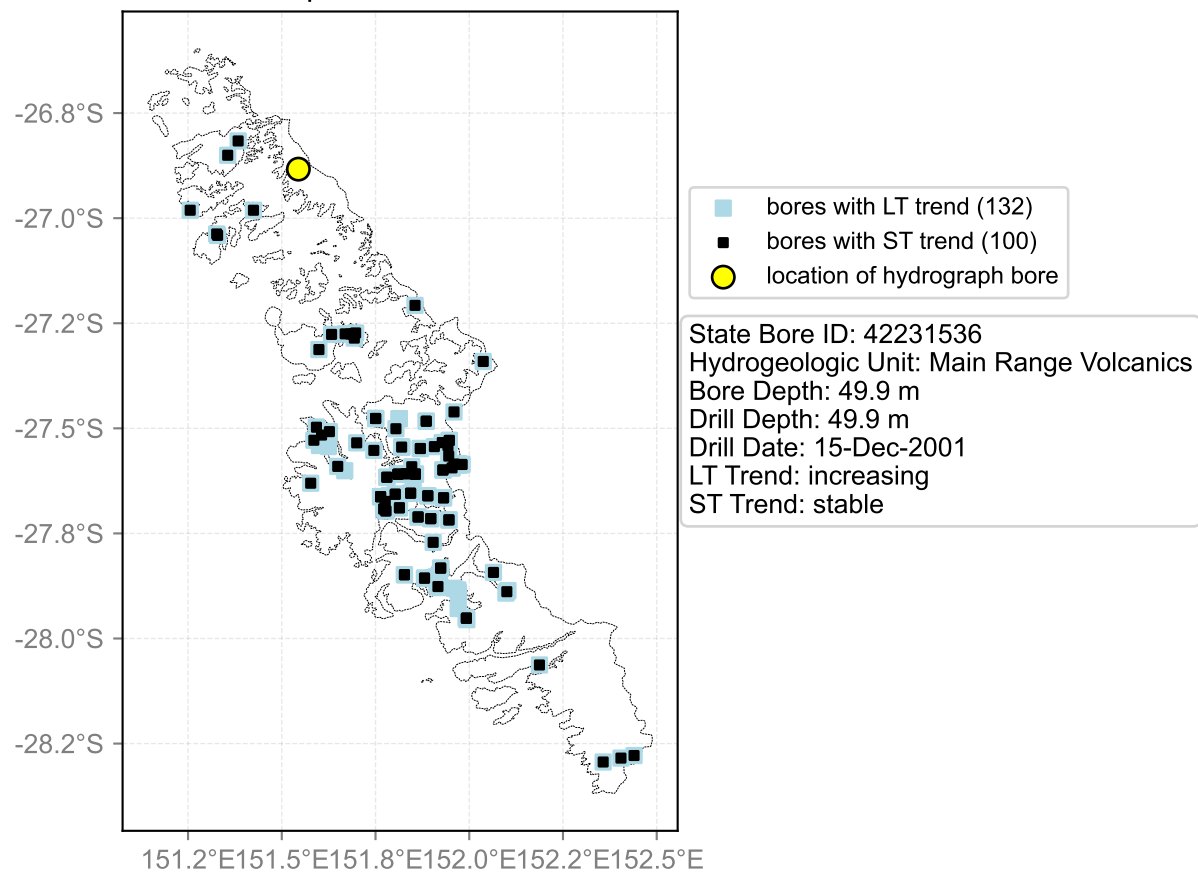 -26.8°S
-27.0°S
-27.2°S
-27.5°S
-27.8°S
-28.0°S
-28.2°S
151.2°E151.5°E151.8°E152.0°E152.2°E152.5°E
bores with LT trend (132)
bores with ST trend (100)
location of hydrograph bore
State Bore ID: 42231536
Hydrogeologic Unit: Main Range Volcanics
Bore Depth: 49.9 m
Drill Depth: 49.9 m
Drill Date: 15-Dec-2001
LT Trend: increasing
ST Trend: stable